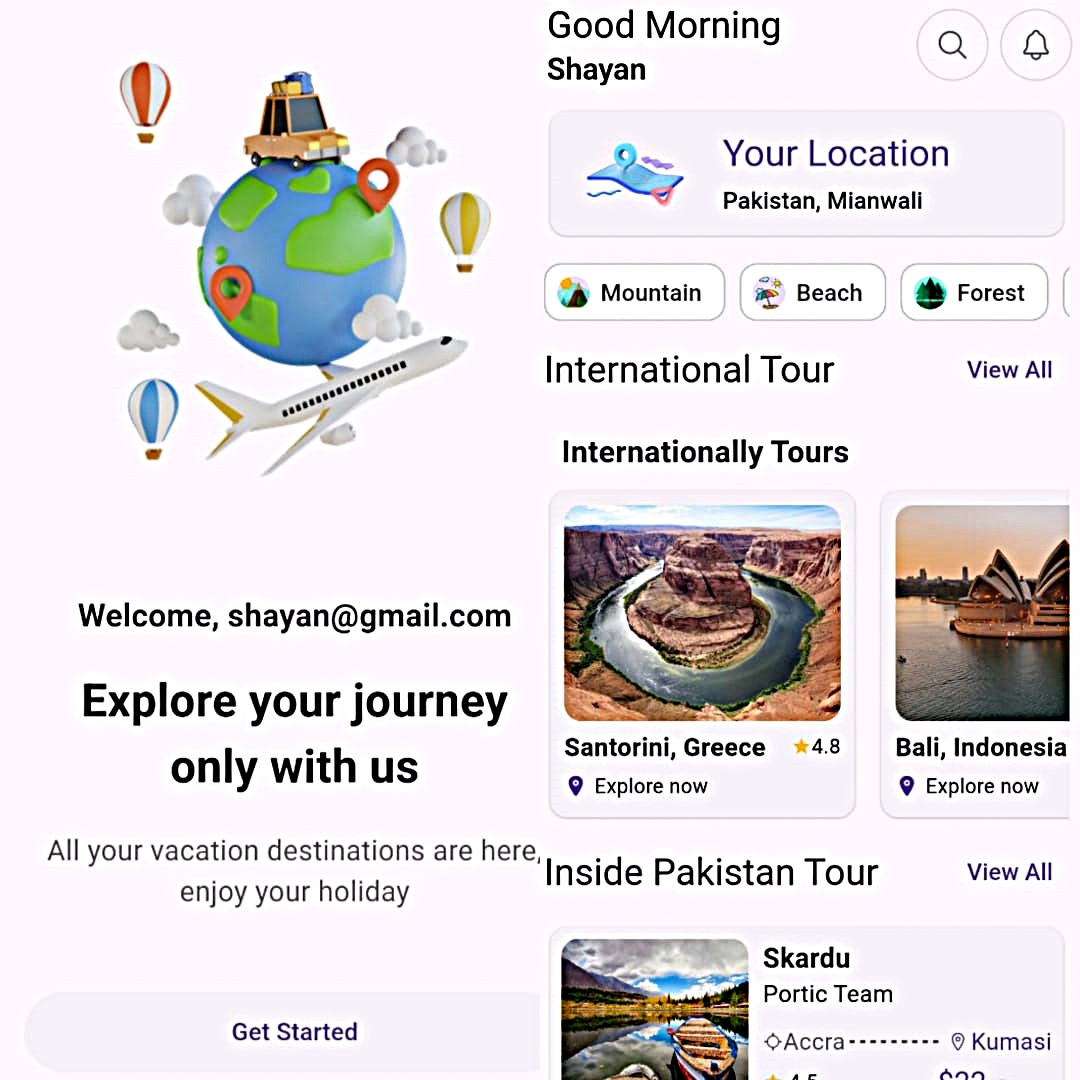 Welcome, shayan@gmail.com
Explore your journey
only with us
All your vacation destinations are here,
enjoy your holiday
Get Started
Good Morning
Shayan
Your Location
Pakistan, Mianwali
Mountain
Beach
Forest
International Tour
View All
Internationally Tours
Santorini, Greece
4.8
Explore now
Bali, Indonesia
Explore now
Inside Pakistan Tour
View All
Skardu
Portic Team
Accra
Kumasi
4.5